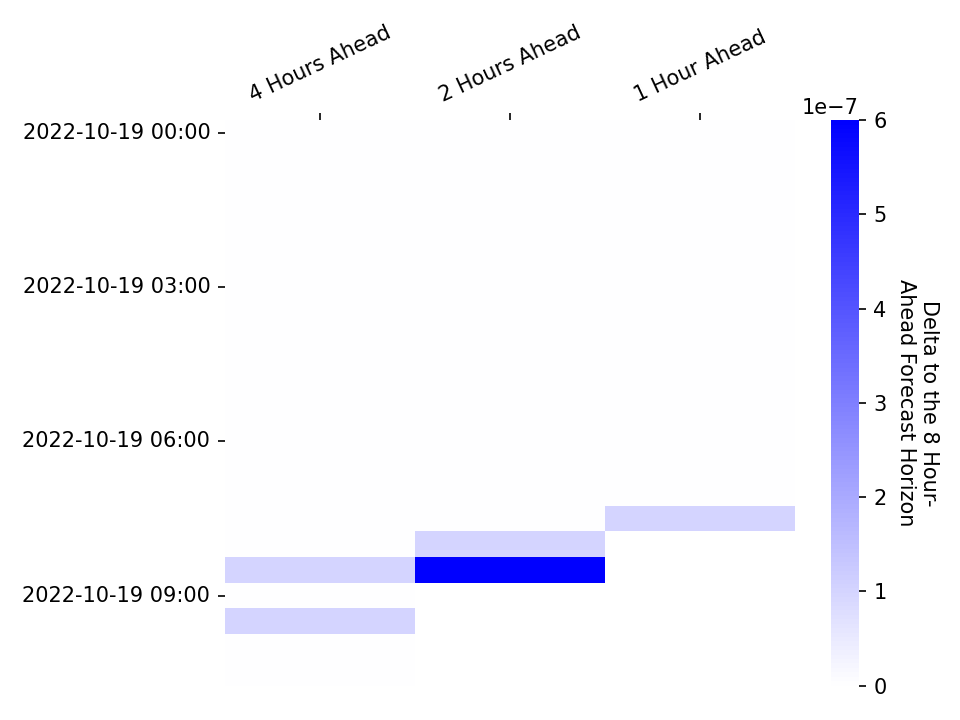 4 Hours Ahead
2 Hours Ahead
1 Hour Ahead
2022-10-19 00:00
2022-10-19 03:00
2022-10-19 06:00
2022-10-19 09:00
1e−7
6
5
4
3
2
1
0
Delta to the 8 Hour-
Ahead Forecast Horizon